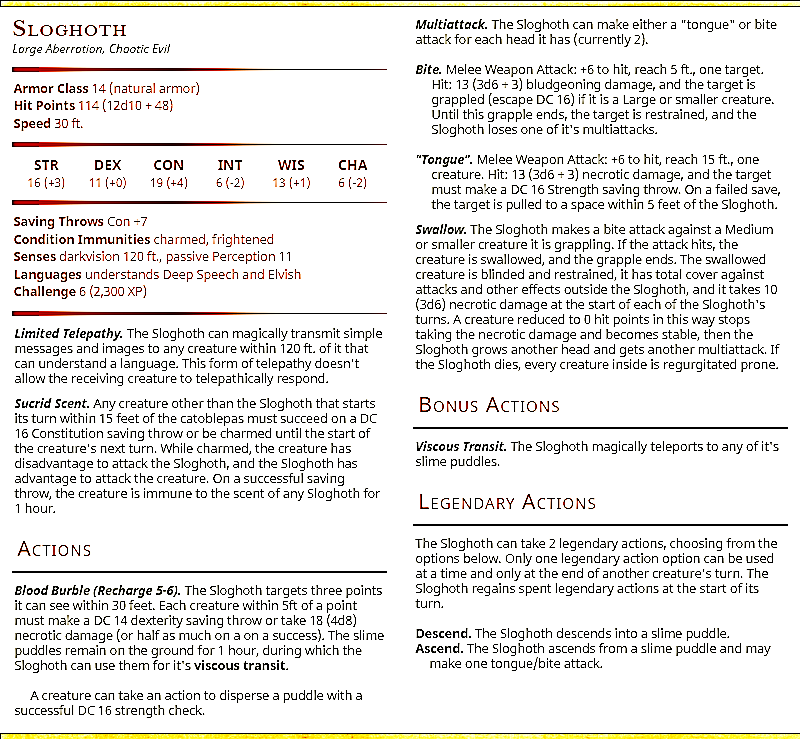 Sloghoth
Large Aberration, Chaotic Evil
Armor Class 14 (natural armor)
Hit Points 114 (12d10 + 48)
Speed 30 ft.
STR DEX CON INT WIS CHA
16 (+3) 11 (+0) 19 (+4) 6 (-2) 13 (+1) 6 (-2)
Saving Throws Con +7
Condition Immunities charmed, frightened
Senses darkvision 120 ft., passive Perception 11
Languages understands Deep Speech and Elvish
Challenge 6 (2,300 XP)
Limited Telepathy. The Sloghoth can magically transmit simple
messages and images to any creature within 120 ft. of it that
can understand a language. This form of telepathy doesn't
allow the receiving creature to telepathically respond.
Sucrid Scent. Any creature other than the Sloghoth that starts
its turn within 15 feet of the catoblepas must succeed on a DC
16 Constitution saving throw or be charmed until the start of
the creature's next turn. While charmed, the creature has
disadvantage to attack the Sloghoth, and the Sloghoth has
advantage to attack the creature. On a successful saving
throw, the creature is immune to the scent of any Sloghoth for
1 hour.
Actions
Blood Burble (Recharge 5-6). The Sloghoth targets three points
it can see within 30 feet. Each creature within 5ft of a point
must make a DC 14 dexterity saving throw or take 18 (4d8)
necrotic damage (or half as much on a on a success). The slime
puddles remain on the ground for 1 hour, during which the
Sloghoth can use them for it's viscous transit.
A creature can take an action to disperse a puddle with a
successful DC 16 strength check.
Multiattack. The Sloghoth can make either a "tongue" or bite
attack for each head it has (currently 2).
Bite. Melee Weapon Attack: +6 to hit, reach 5 ft., one target.
Hit: 13 (3d6 + 3) bludgeoning damage, and the target is
grappled (escape DC 16) if it is a Large or smaller creature.
Until this grapple ends, the target is restrained, and the
Sloghoth loses one of it's multiattacks.
"Tongue". Melee Weapon Attack: +6 to hit, reach 15 ft., one
creature. Hit: 13 (3d6 + 3) necrotic damage, and the target
must make a DC 16 Strength saving throw. On a failed save,
the target is pulled to a space within 5 feet of the Sloghoth.
Swallow. The Sloghoth makes a bite attack against a Medium
or smaller creature it is grappling. If the attack hits, the
creature is swallowed, and the grapple ends. The swallowed
creature is blinded and restrained, it has total cover against
attacks and other effects outside the Sloghoth, and it takes 10
(3d6) necrotic damage at the start of each of the Sloghoth's
turns. A creature reduced to 0 hit points in this way stops
taking the necrotic damage and becomes stable, then the
Sloghoth grows another head and gets another multiattack. If
the Sloghoth dies, every creature inside is regurgitated prone.
Bonus Actions
Viscous Transit. The Sloghoth magically teleports to any of it's
slime puddles.
Legendary Actions
The Sloghoth can take 2 legendary actions, choosing from the
options below. Only one legendary action option can be used
at a time and only at the end of another creature's turn. The
Sloghoth regains spent legendary actions at the start of its
turn.
Descend. The Sloghoth descends into a slime puddle.
Ascend. The Sloghoth ascends from a slime puddle and may
make one tongue/bite attack.